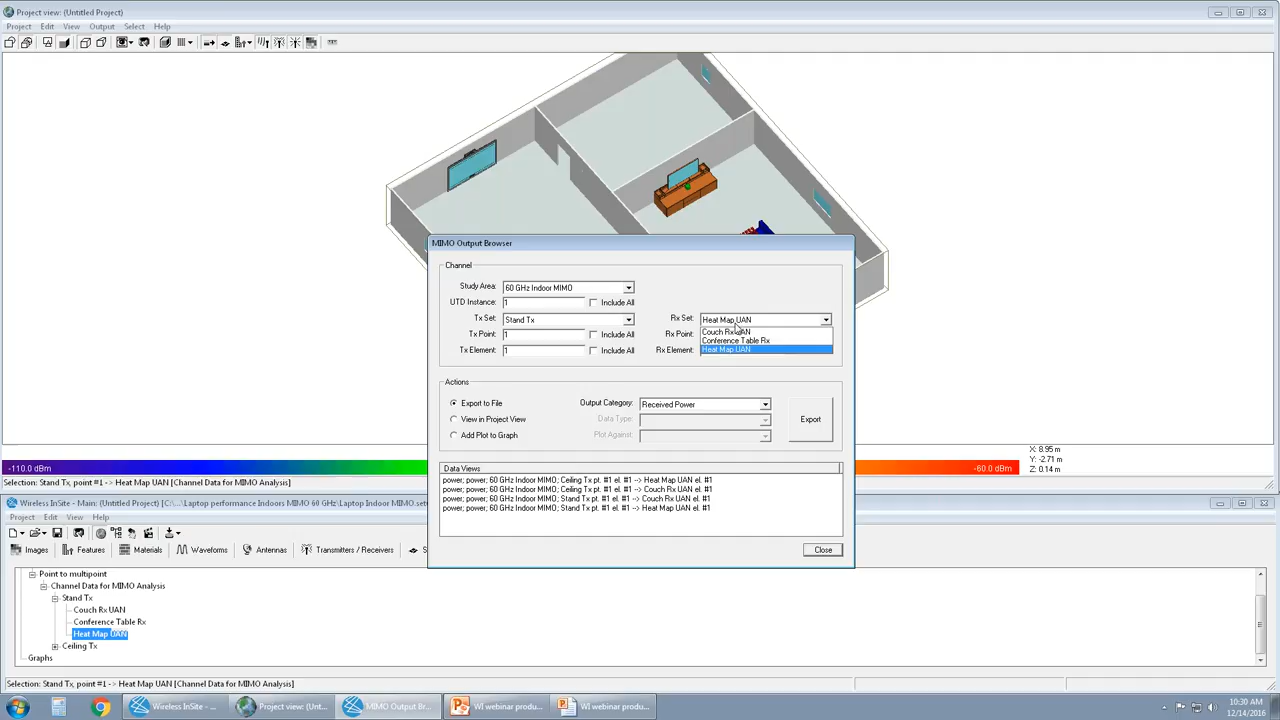 Project view: (Untitled Project)
Project Edit View Output Select Help
MIMO Output Browser
Channel
Study Area: 60 GHz Indoor MIMO
UTD Instance: 1 Include All
Tx Set: Stand Tx Rx Set: Heat Map UAN
Couch Rx UAN
Tx Point: 1 Include All Rx Point:
Conference Table Rx
Tx Element: 1 Include All Rx Element: Heat Map UAN
Actions
Export to File Output Category: Received Power
View in Project View Data Type: Export
Add Plot to Graph Plot Against:
X: 8.95 m
Y: -2.71 m
Z: 0.14 m
-110.0 dBm -60.0 dBm
Data Views
power; power; 60 GHz Indoor MIMO; Ceiling Tx pt. #1 el. #1 --> Heat Map UAN el. #1
power; power; 60 GHz Indoor MIMO; Ceiling Tx pt. #1 el. #1 --> Couch Rx UAN el. #1
power; power; 60 GHz Indoor MIMO; Stand Tx pt. #1 el. #1 --> Couch Rx UAN el. #1
power; power; 60 GHz Indoor MIMO; Stand Tx pt. #1 el. #1 --> Heat Map UAN el. #1
Close
Selection: Stand Tx, point #1 -> Heat Map UAN [Channel Data for MIMO Analysis]
Wireless InSite - Main: (Untitled Project) [C:\...\Laptop performance Indoors MIMO 60 GHz\Laptop Indoor MIMO.setu
Project Edit View Help
Images Features Materials Waveforms Antennas Transmitters / Receivers S
Point to multipoint
Channel Data for MIMO Analysis
Stand Tx
Couch Rx UAN
Conference Table Rx
Heat Map UAN
Ceiling Tx
Graphs
Selection: Stand Tx, point #1 -> Heat Map UAN [Channel Data for MIMO Analysis]
Wireless InSite - ... Project view: (Unt... MIMO Output Br... WI webinar produ... WI webinar produ...
10:30 AM
12/14/2016